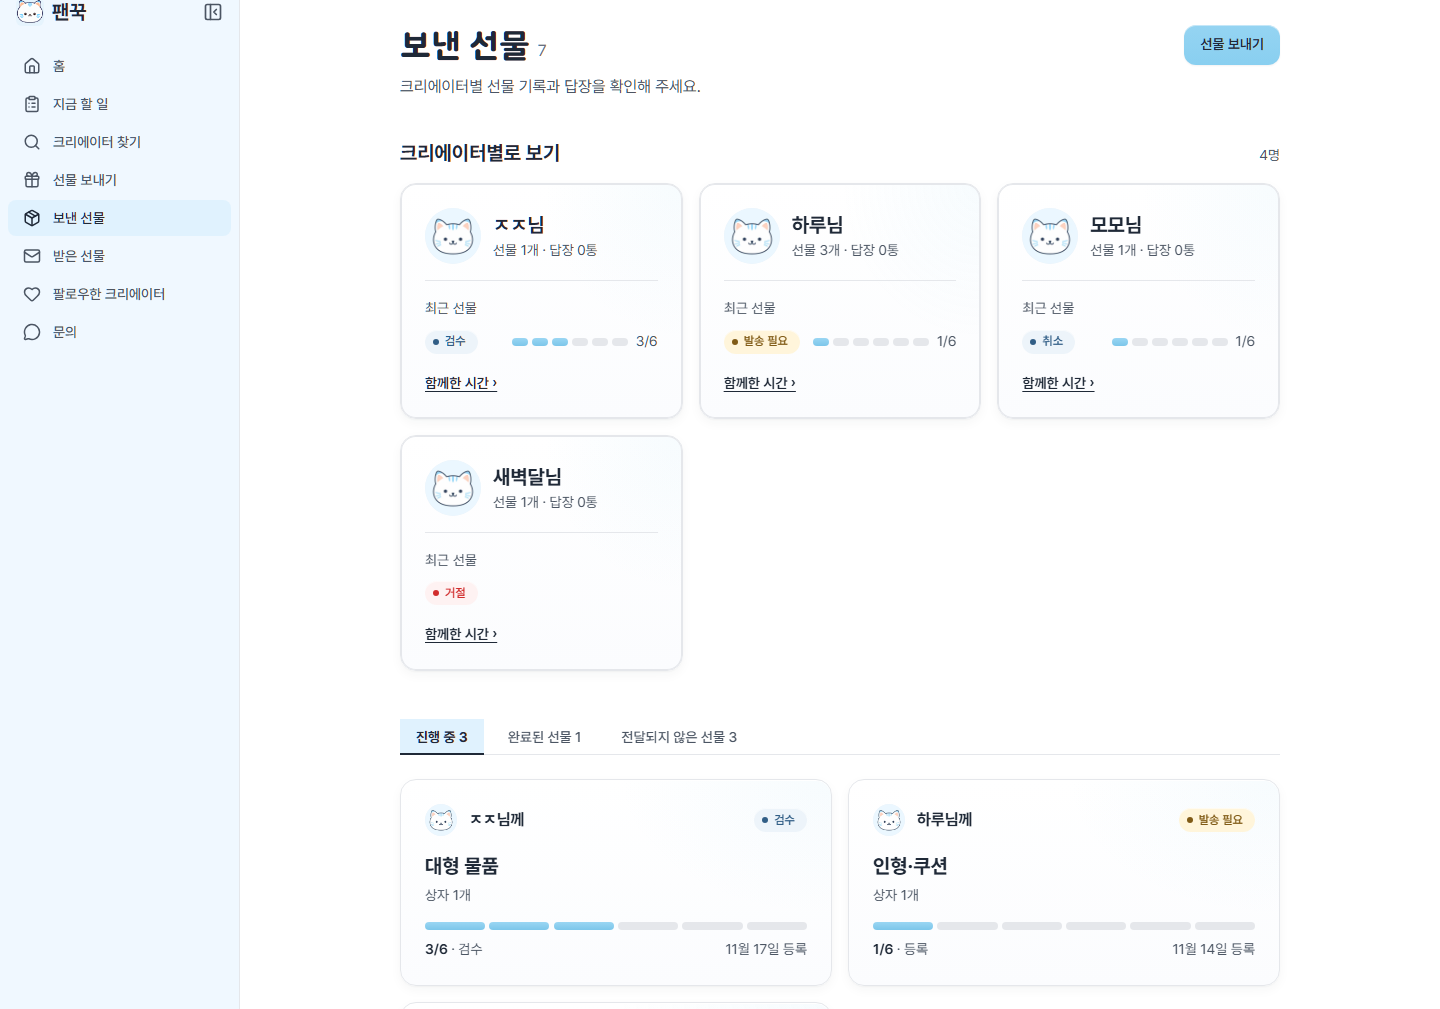 팬꾹
홈
지금 할 일
크리에이터 찾기
선물 보내기
보낸 선물
받은 선물
팔로우한 크리에이터
문의
보낸 선물 7
선물 보내기
크리에이터별 선물 기록과 답장을 확인해 주세요.
크리에이터별로 보기
4명
ㅈㅈ님
선물 1개 · 답장 0통
최근 선물
검수
3/6
함께한 시간 ›
하루님
선물 3개 · 답장 0통
최근 선물
발송 필요
1/6
함께한 시간 ›
모모님
선물 1개 · 답장 0통
최근 선물
취소
1/6
함께한 시간 ›
새벽달님
선물 1개 · 답장 0통
최근 선물
거절
함께한 시간 ›
진행 중 3
완료된 선물 1
전달되지 않은 선물 3
ㅈㅈ님께
검수
대형 물품
상자 1개
3/6 · 검수
11월 17일 등록
하루님께
발송 필요
인형·쿠션
상자 1개
1/6 · 등록
11월 14일 등록